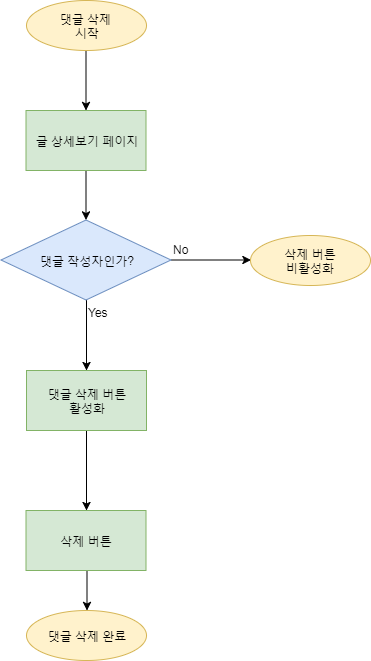 댓글 삭제
시작
글 상세보기 페이지
댓글 작성자인가?
No
삭제 버튼
비활성화
Yes
댓글 삭제 버튼
활성화
삭제 버튼
댓글 삭제 완료